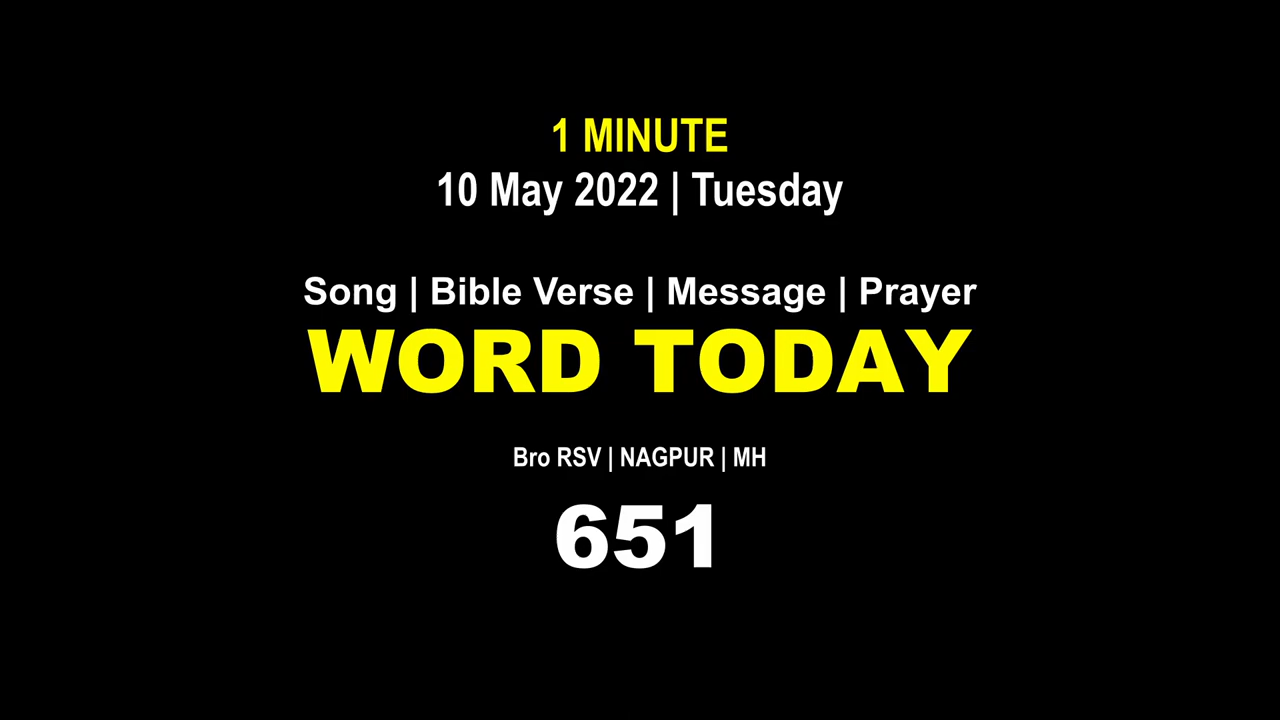 1 MINUTE
10 May 2022 | Tuesday
Song | Bible Verse | Message | Prayer
WORD TODAY
Bro RSV | NAGPUR | MH
651